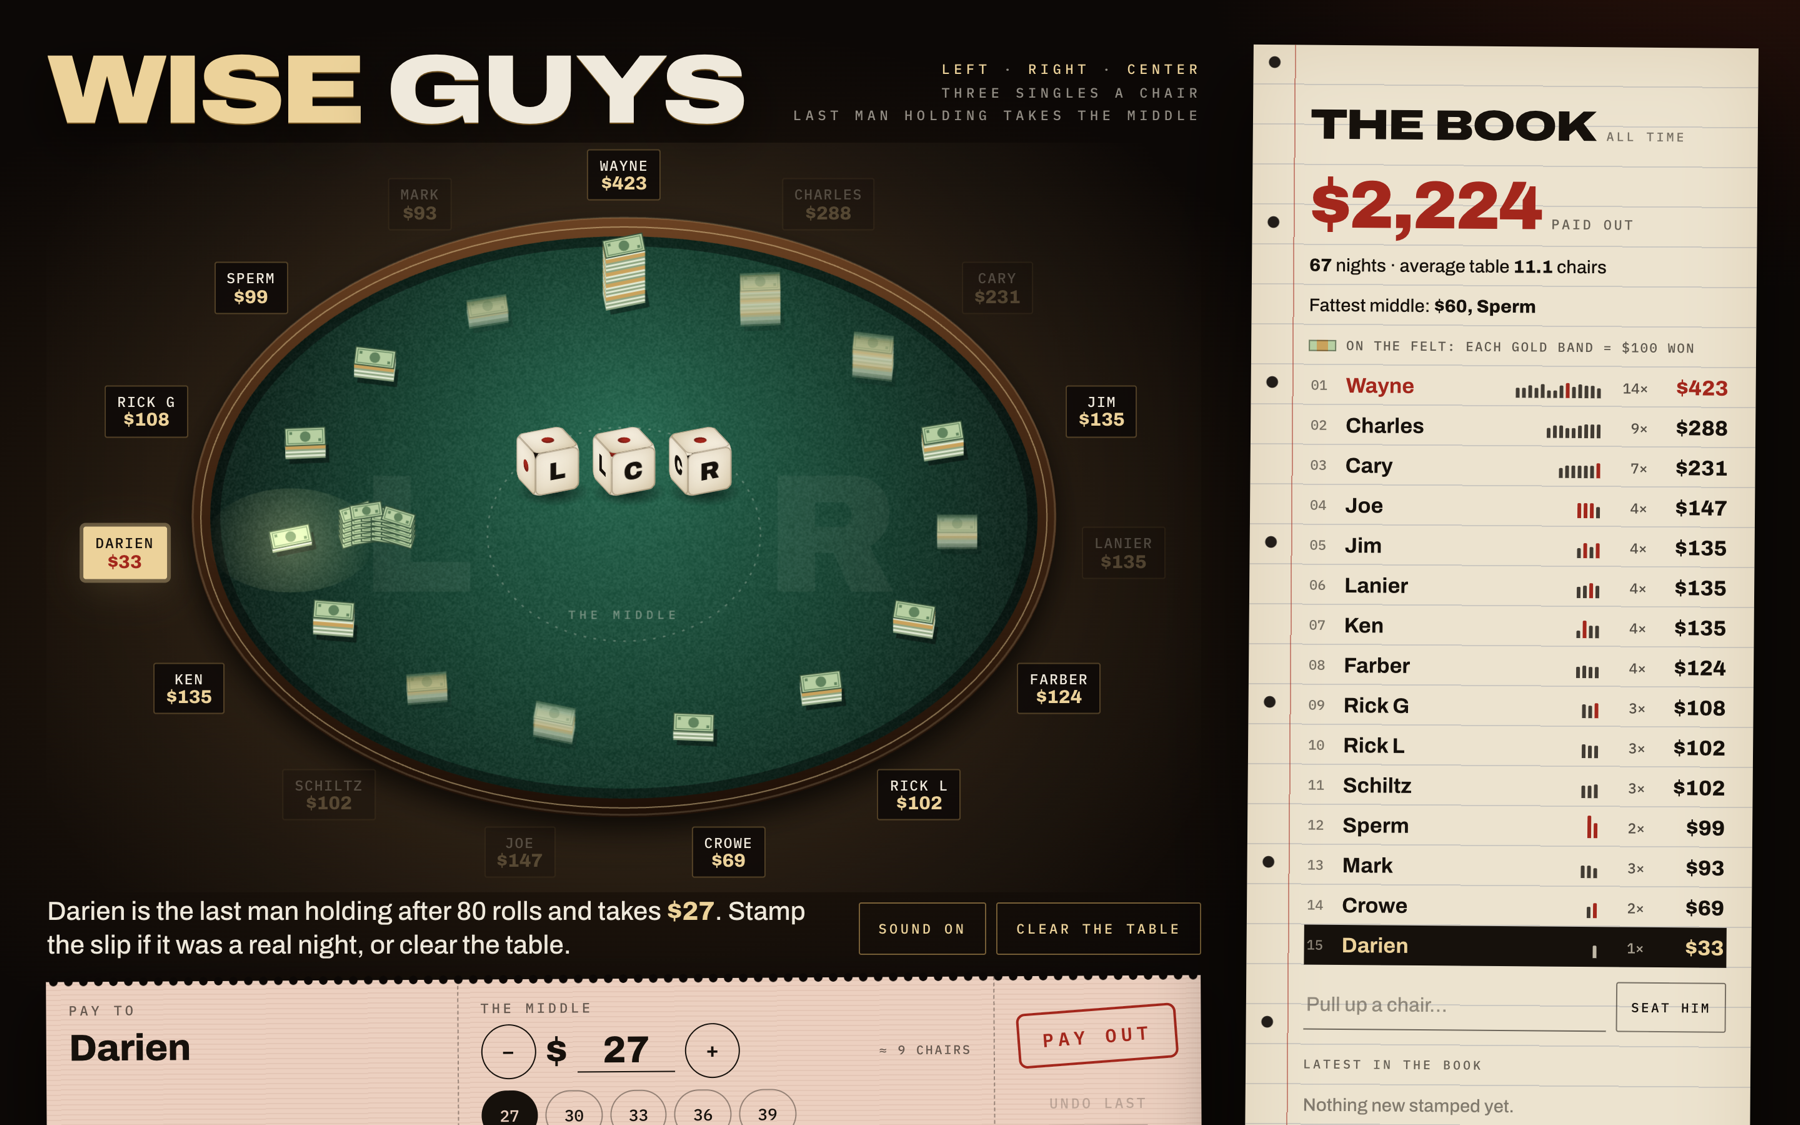 WISE GUYS
LEFT · RIGHT · CENTER
THREE SINGLES A CHAIR
LAST MAN HOLDING TAKES THE MIDDLE
WAYNE
$423
MARK
$93
CHARLES
$288
SPERM
$99
CARY
$231
RICK G
$108
JIM
$135
L
L C
C R
L R
DARIEN
$33
LANIER
$135
THE MIDDLE
KEN
$135
FARBER
$124
SCHILTZ
$102
RICK L
$102
JOE
$147
CROWE
$69
Darien is the last man holding after 80 rolls and takes $27. Stamp
the slip if it was a real night, or clear the table.
SOUND ON
CLEAR THE TABLE
PAY TO
Darien
THE MIDDLE
− $ 27 +
≈ 9 CHAIRS
27 30 33 36 39
PAY OUT
UNDO LAST
THE BOOK ALL TIME
$2,224 PAID OUT
67 nights · average table 11.1 chairs
Fattest middle: $60, Sperm
ON THE FELT: EACH GOLD BAND = $100 WON
01 Wayne 14× $423
02 Charles 9× $288
03 Cary 7× $231
04 Joe 4× $147
05 Jim 4× $135
06 Lanier 4× $135
07 Ken 4× $135
08 Farber 4× $124
09 Rick G 3× $108
10 Rick L 3× $102
11 Schiltz 3× $102
12 Sperm 2× $99
13 Mark 3× $93
14 Crowe 2× $69
15 Darien 1× $33
Pull up a chair...
SEAT HIM
LATEST IN THE BOOK
Nothing new stamped yet.